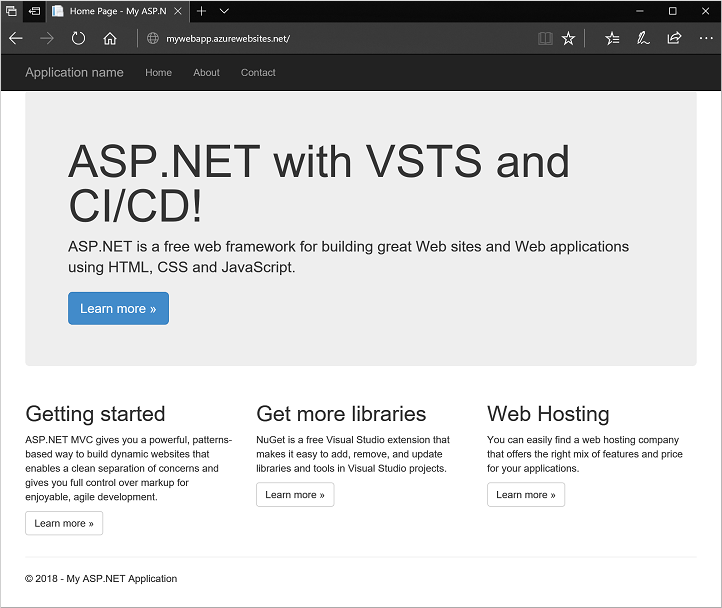 Home Page - My ASP.N
mywebapp.azurewebsites.net/
Application name Home About Contact
ASP.NET with VSTS and
CI/CD!
ASP.NET is a free web framework for building great Web sites and Web applications
using HTML, CSS and JavaScript.
Learn more »
Getting started
ASP.NET MVC gives you a powerful, patterns-
based way to build dynamic websites that
enables a clean separation of concerns and
gives you full control over markup for
enjoyable, agile development.
Learn more »
Get more libraries
NuGet is a free Visual Studio extension that
makes it easy to add, remove, and update
libraries and tools in Visual Studio projects.
Learn more »
Web Hosting
You can easily find a web hosting company
that offers the right mix of features and price
for your applications.
Learn more »
© 2018 - My ASP.NET Application